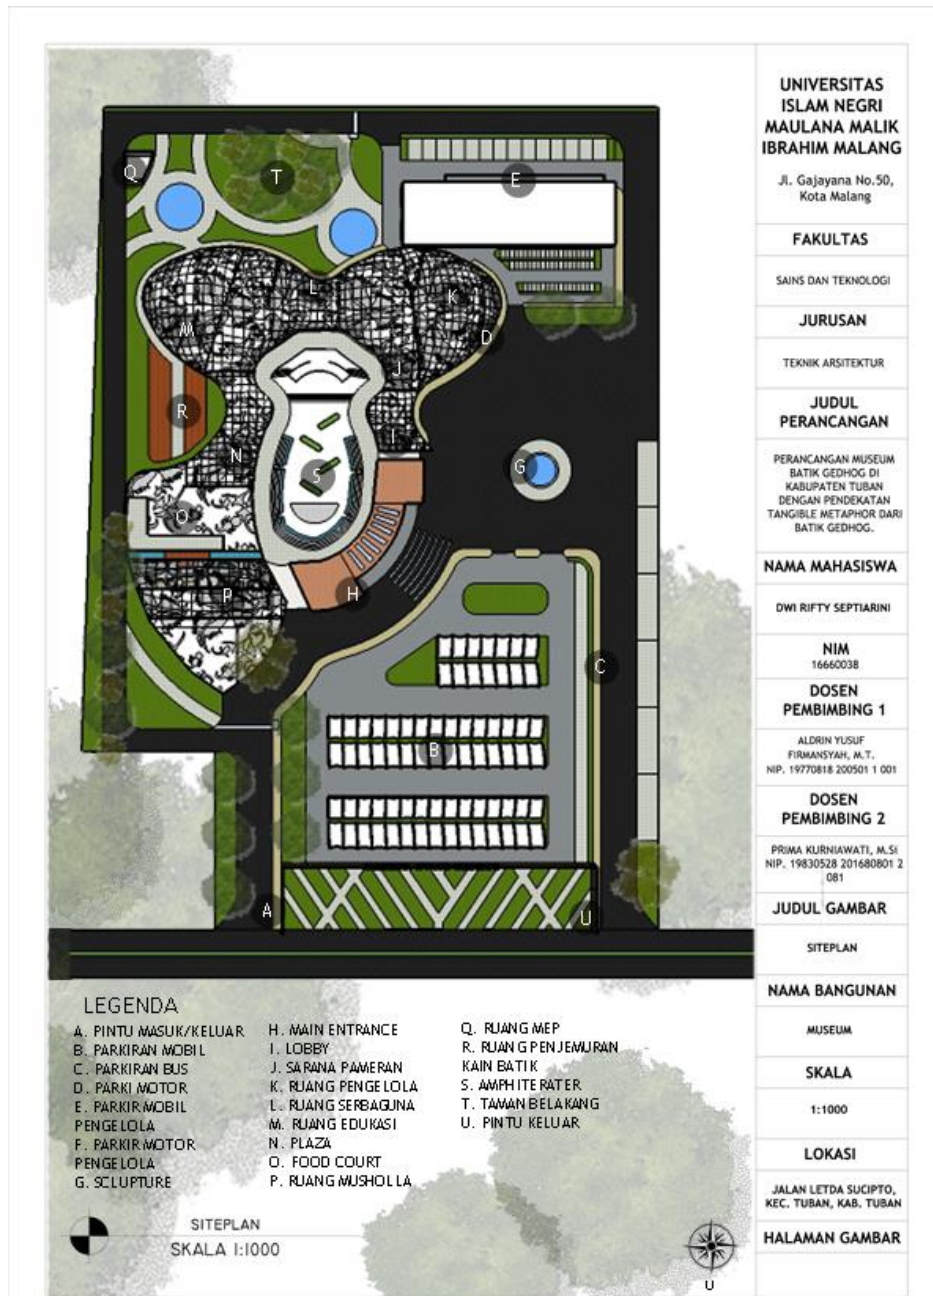 Q
T
E
L
K
M
D
J
R
I
N
G
S
O
P
H
C
B
A
U
LEGENDA
A. PINTU MASUK/KELUAR
B. PARKIRAN MOBIL
C. PARKIRAN BUS
D. PARKI MOTOR
E. PARKIR MOBIL
PENGELOLA
F. PARKIR MOTOR
PENGELOLA
G. SCLUPTURE
H. MAIN ENTRANCE
I. LOBBY
J. SARANA PAMERAN
K. RUANG PENGELOLA
L. RUANG SERBAGUNA
M. RUANG EDUKASI
N. PLAZA
O. FOOD COURT
P. RUANG MUSHOLLA
Q. RUANG MEP
R. RUANG PENJEMURAN
KAIN BATIK
S. AMPHITERATER
T. TAMAN BELAKANG
U. PINTU KELUAR
SITEPLAN
SKALA 1:1000
U
UNIVERSITAS
ISLAM NEGRI
MAULANA MALIK
IBRAHIM MALANG
Jl. Gajayana No.50,
Kota Malang
FAKULTAS
SAINS DAN TEKNOLOGI
JURUSAN
TEKNIK ARSITEKTUR
JUDUL
PERANCANGAN
PERANCANGAN MUSEUM
BATIK GEDHOG DI
KABUPATEN TUBAN
DENGAN PENDEKATAN
TANGIBLE METAPHOR DARI
BATIK GEDHOG.
NAMA MAHASISWA
DWI RIFTY SEPTIARINI
NIM
16660038
DOSEN
PEMBIMBING 1
ALDRIN YUSUF
FIRMANSYAH, M.T.
NIP. 19770818 200501 1 001
DOSEN
PEMBIMBING 2
PRIMA KURNIAWATI, M.SI
NIP. 19830528 201680801 2
081
JUDUL GAMBAR
SITEPLAN
NAMA BANGUNAN
MUSEUM
SKALA
1:1000
LOKASI
JALAN LETDA SUCIPTO,
KEC. TUBAN, KAB. TUBAN
HALAMAN GAMBAR